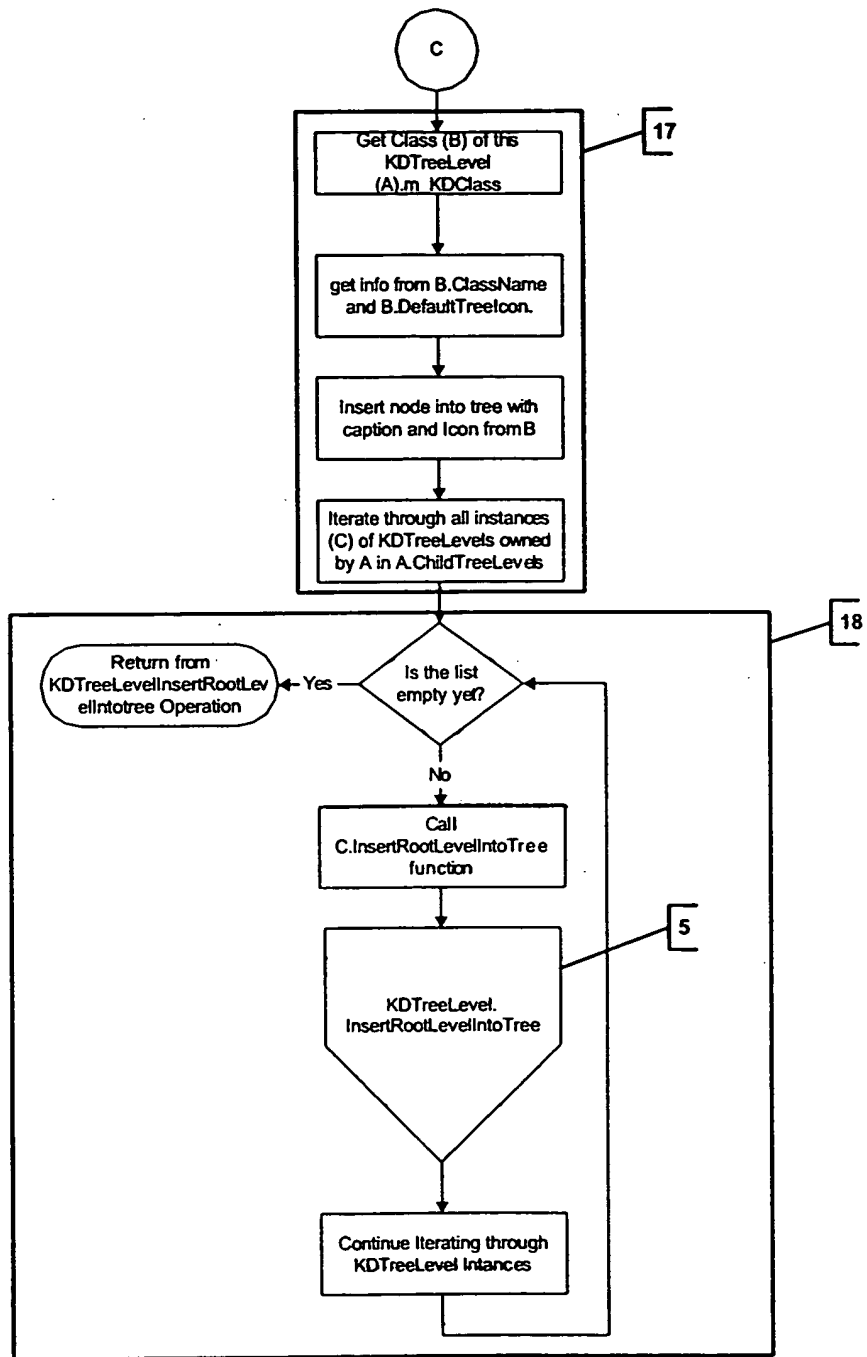 C
17
Get Class (B) of this
KDTreeLevel
(A).m_KDClass
get info from B.ClassName
and B.DefaultTreeIcon.
Insert node into tree with
caption and Icon from B
Iterate through all instances
(C) of KDTreeLevels owned
by A in A.ChildTreeLevels
18
Return from
KDTreeLevelInsertRootLev
elIntotree Operation
Yes
Is the list
empty yet?
No
Call
C.InsertRootLevelIntoTree
function
5
KDTreeLevel.
InsertRootLevelIntoTree
Continue Iterating through
KDTreeLevel Intances